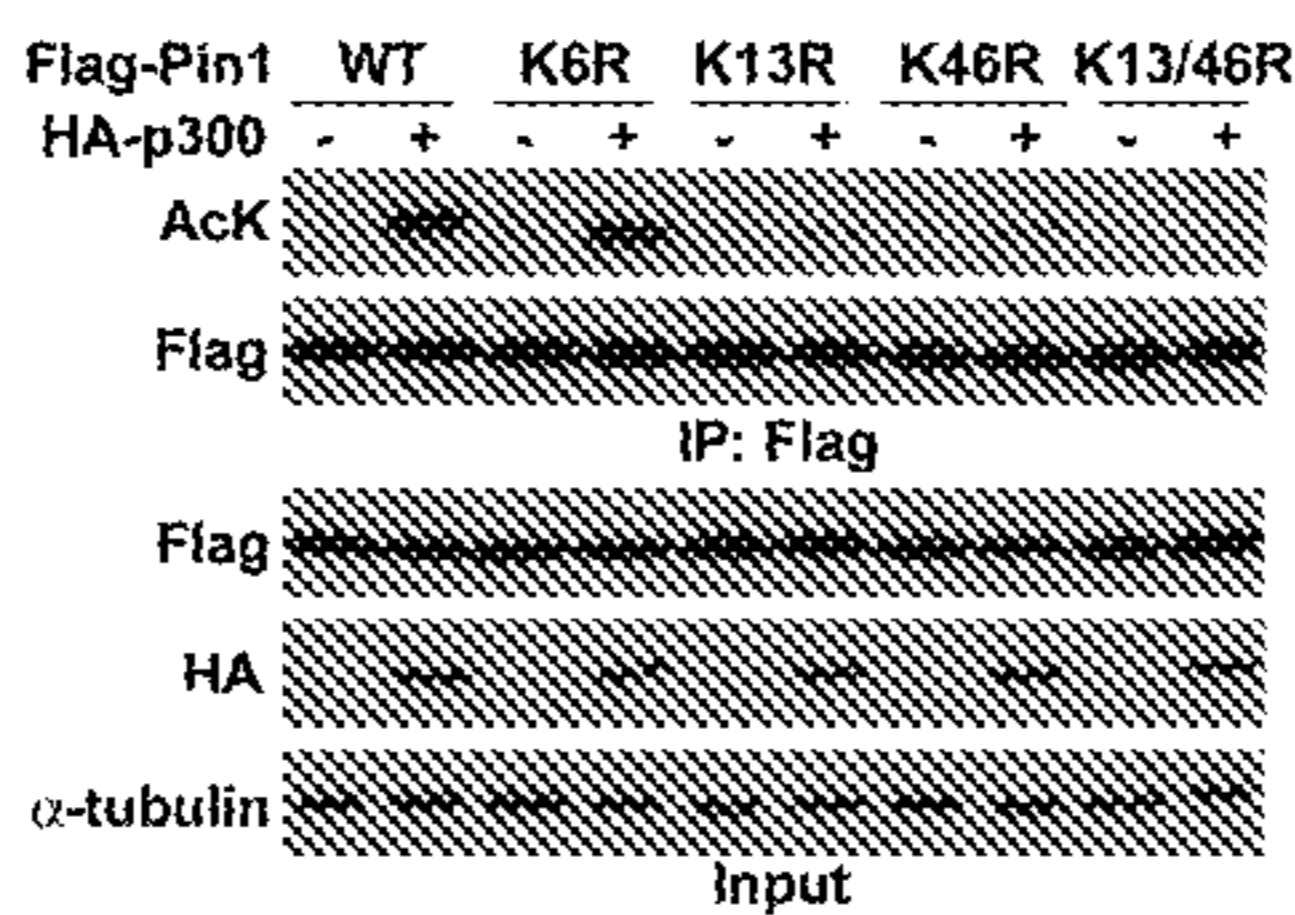 Flag-Pin1 WT K6R K13R K46R K13/46R
HA-p300 - + - + - + - + - +
AcK
Flag
IP: Flag
Flag
HA
α-tubulin
Input